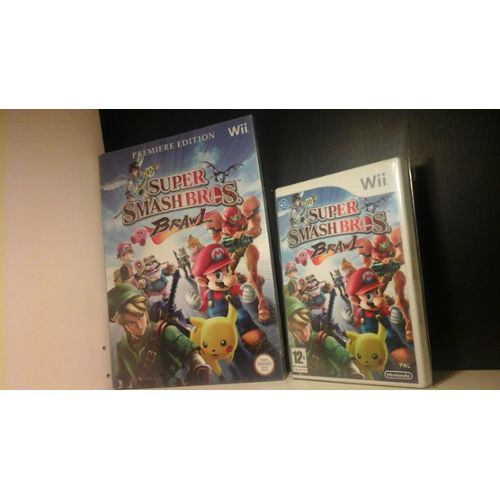 PREMIERE EDITION
Wii
SUPER
SMASH BROS.
BRAWL
Wii
SUPER
SMASH BROS.
BRAWL
12+
PAL
Nintendo